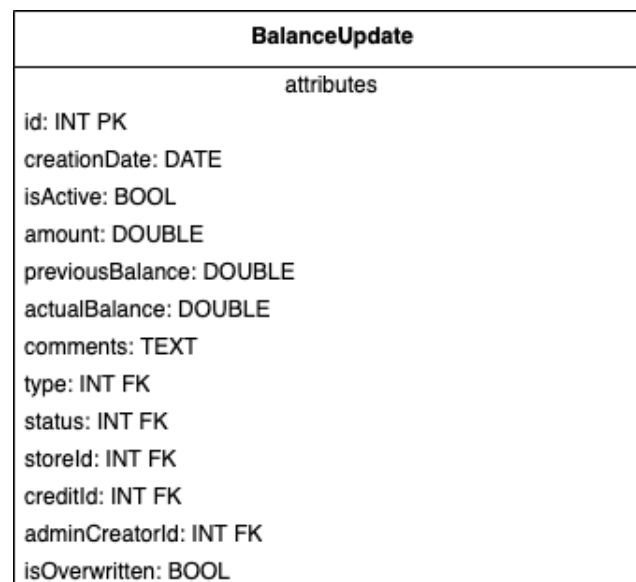 BalanceUpdate
attributes
id: INT PK
creationDate: DATE
isActive: BOOL
amount: DOUBLE
previousBalance: DOUBLE
actualBalance: DOUBLE
comments: TEXT
type: INT FK
status: INT FK
storeId: INT FK
creditId: INT FK
adminCreatorId: INT FK
isOverwritten: BOOL